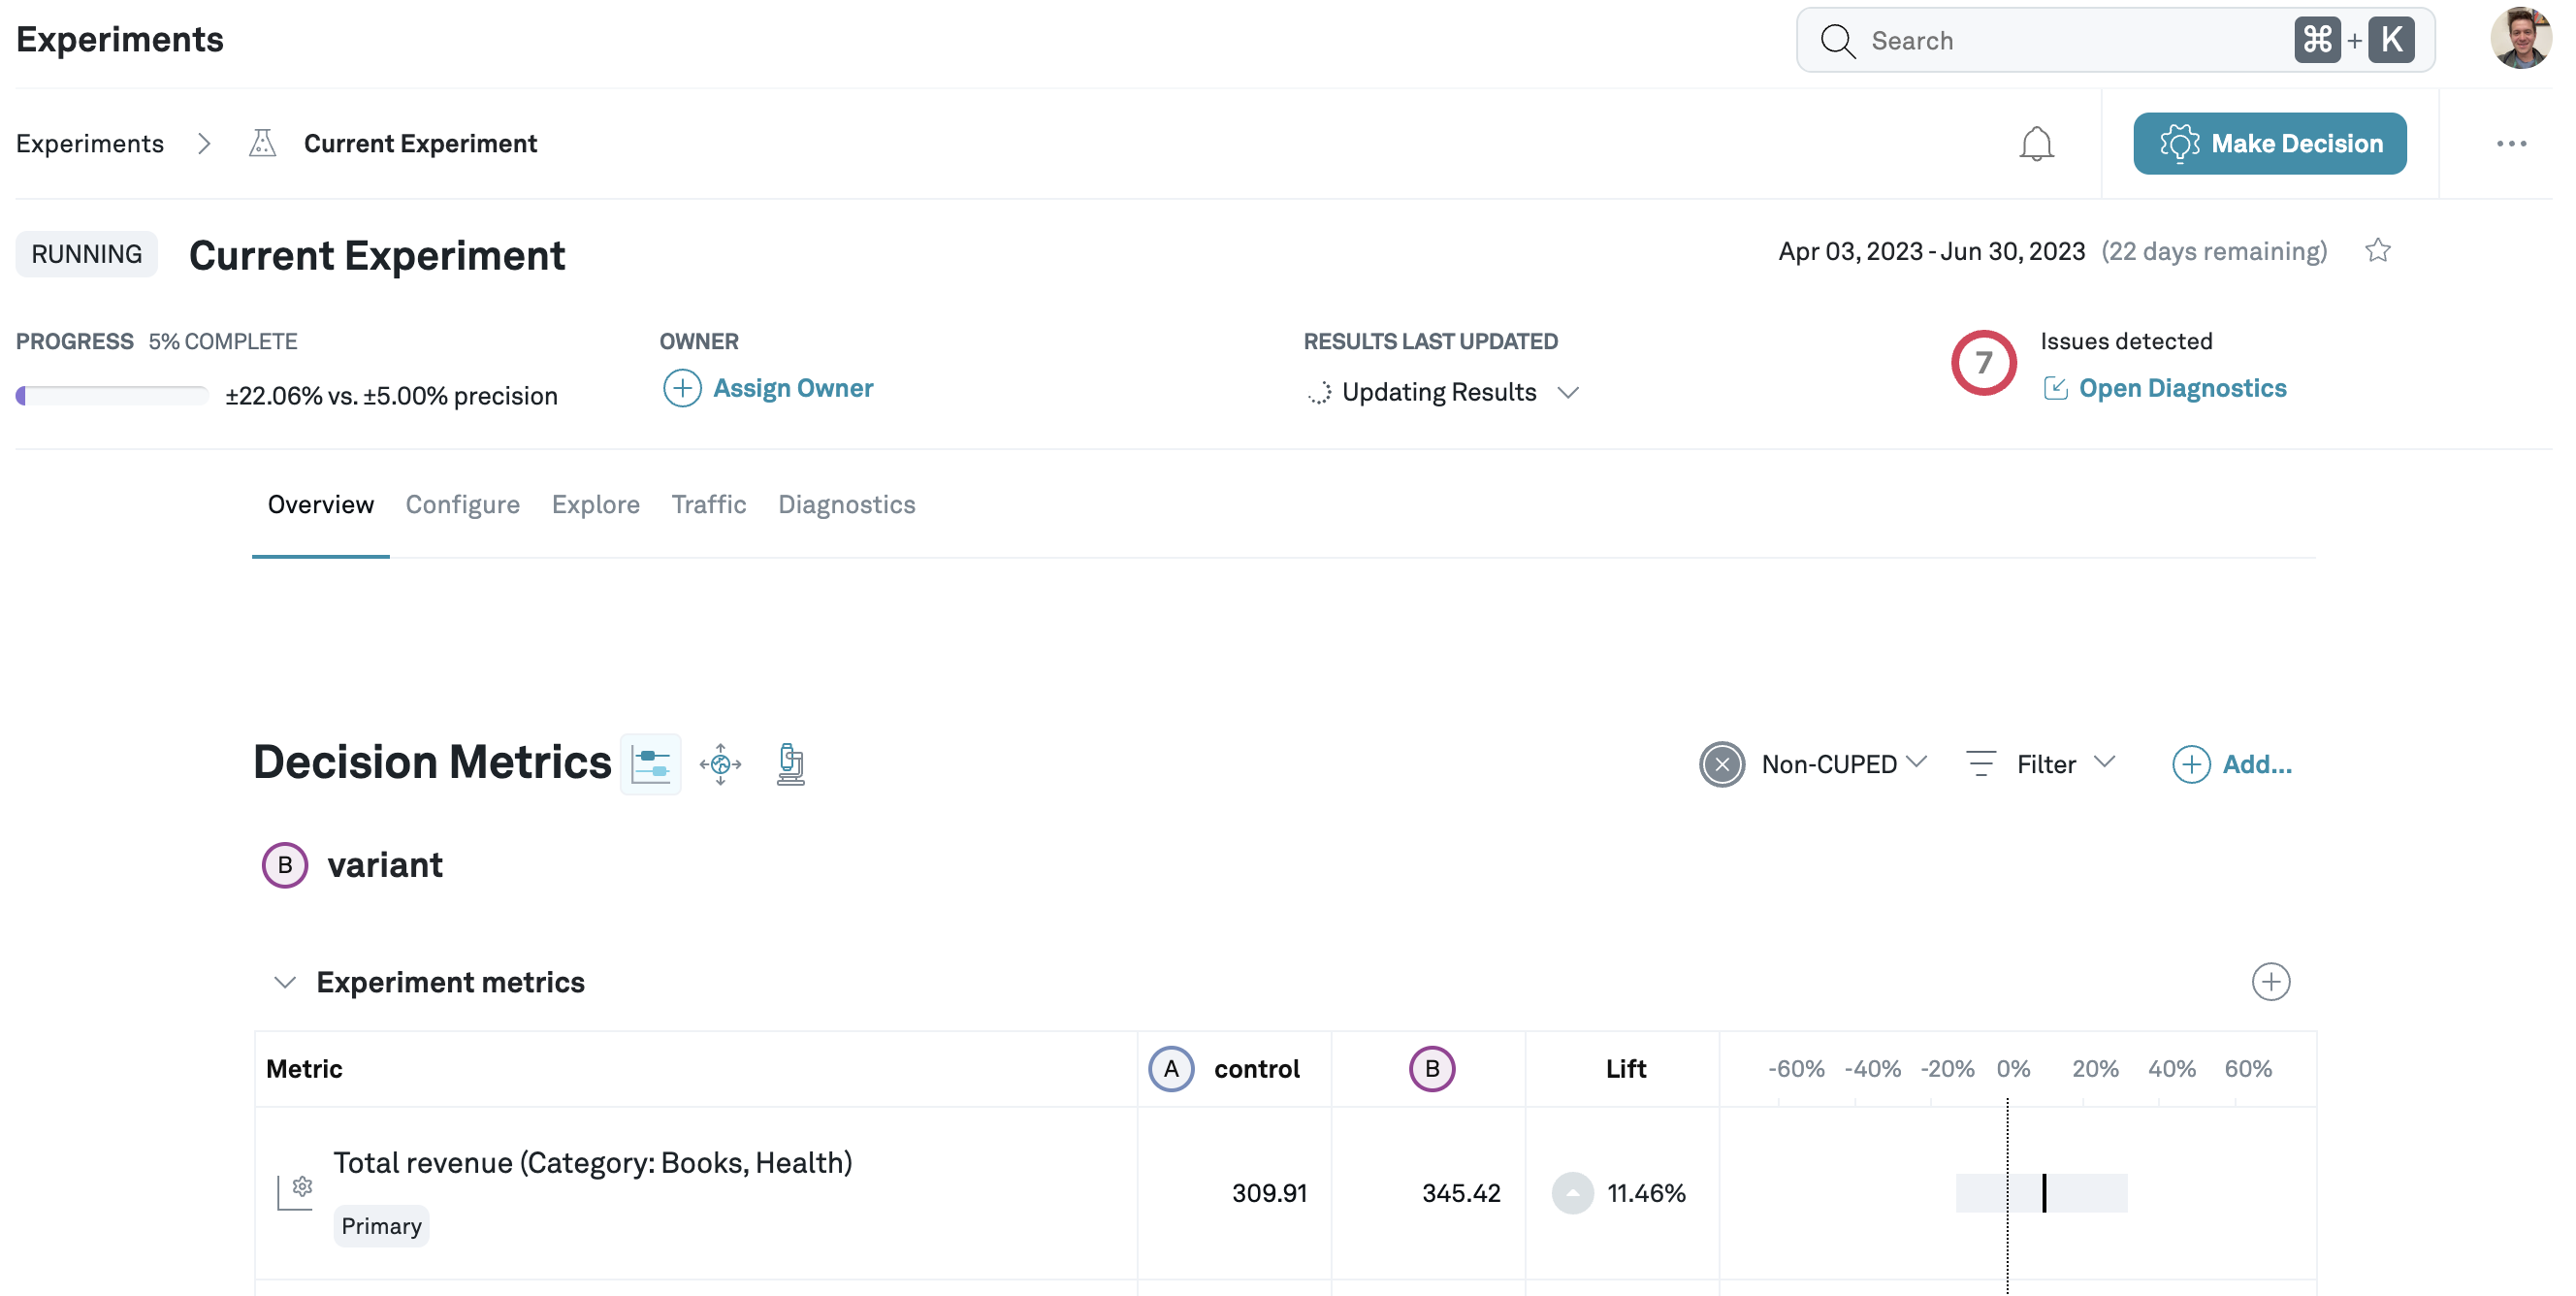 Experiments
Search ⌘ + K
Experiments Current Experiment
Make Decision
RUNNING Current Experiment
Apr 03, 2023 - Jun 30, 2023 (22 days remaining)
PROGRESS 5% COMPLETE
±22.06% vs. ±5.00% precision
OWNER
Assign Owner
RESULTS LAST UPDATED
Updating Results
7
Issues detected
Open Diagnostics
Overview Configure Explore Traffic Diagnostics
Decision Metrics
Non-CUPED Filter Add...
B variant
Experiment metrics
Metric A control B Lift -60% -40% -20% 0% 20% 40% 60%
Total revenue (Category: Books, Health)
Primary
309.91 345.42 11.46%